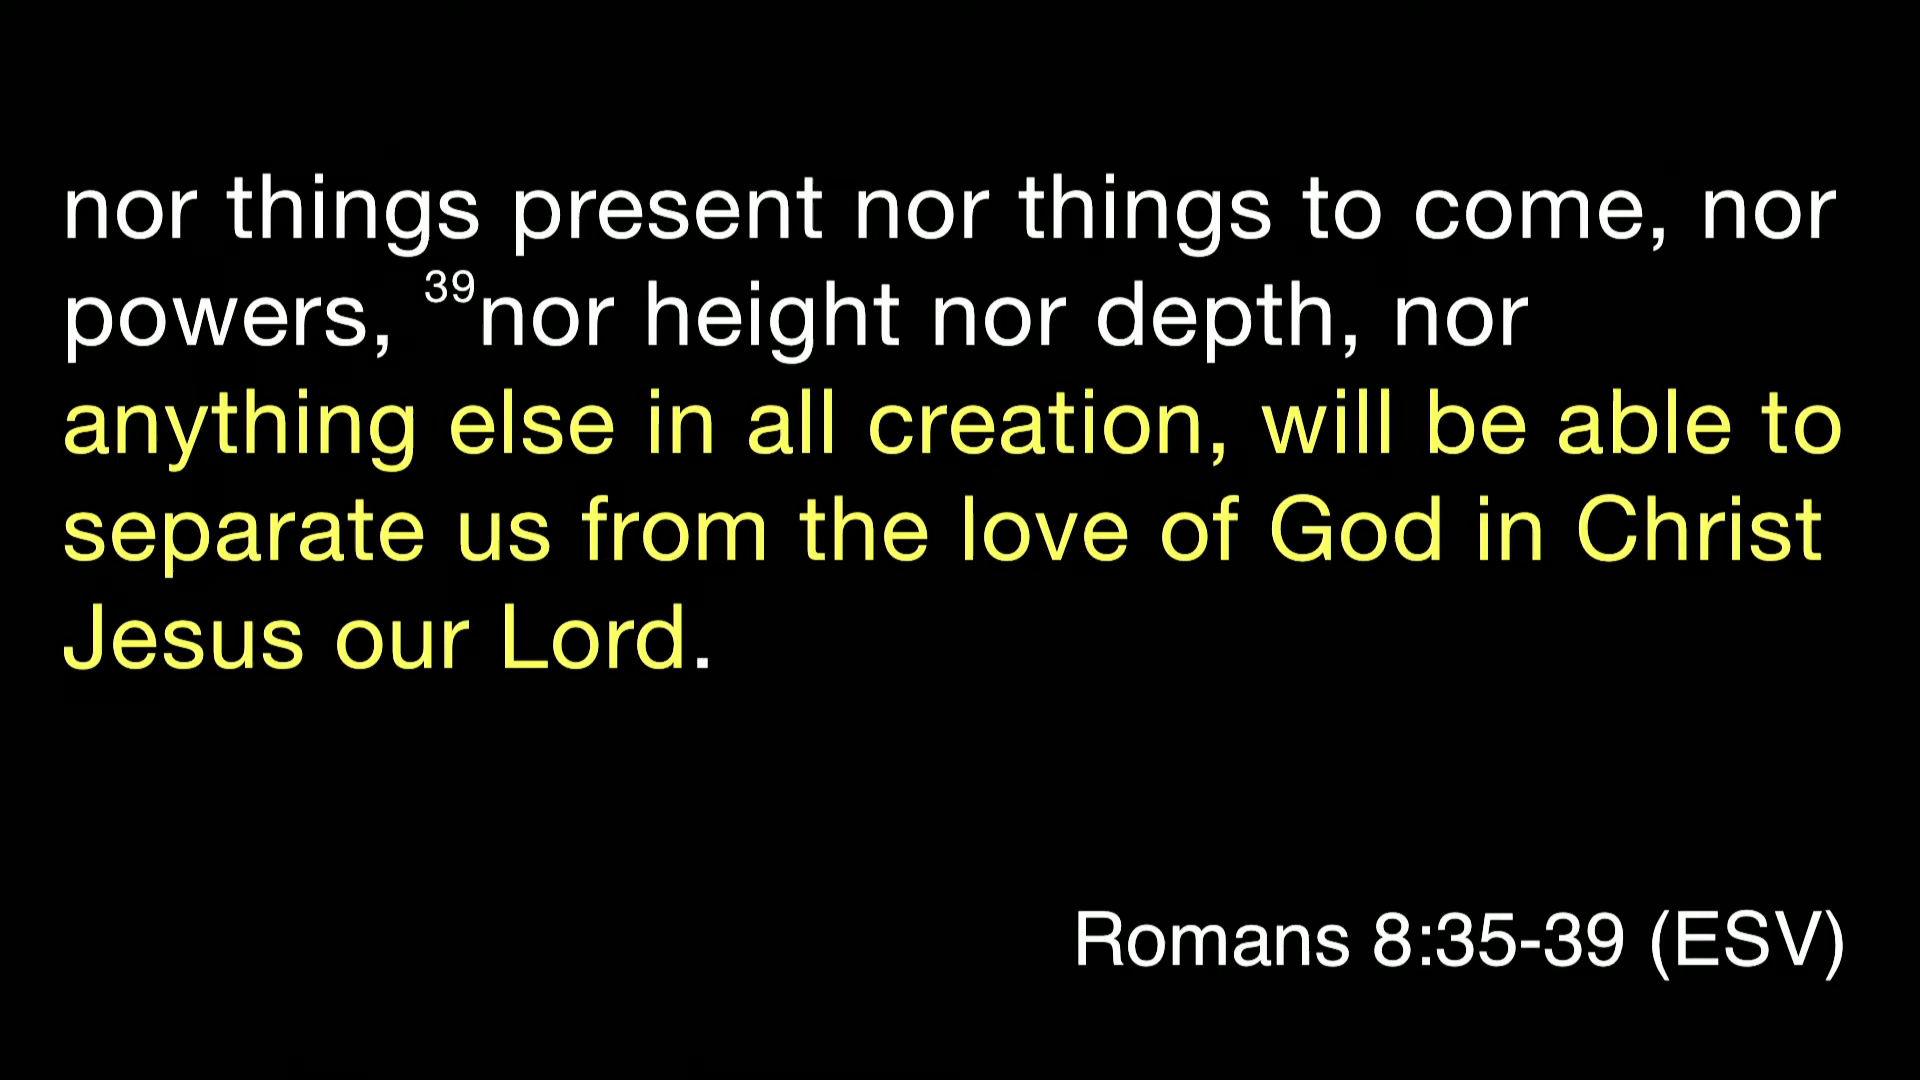 nor things present nor things to come, nor
powers, ³⁹nor height nor depth, nor
anything else in all creation, will be able to
separate us from the love of God in Christ
Jesus our Lord.
Romans 8:35-39 (ESV)